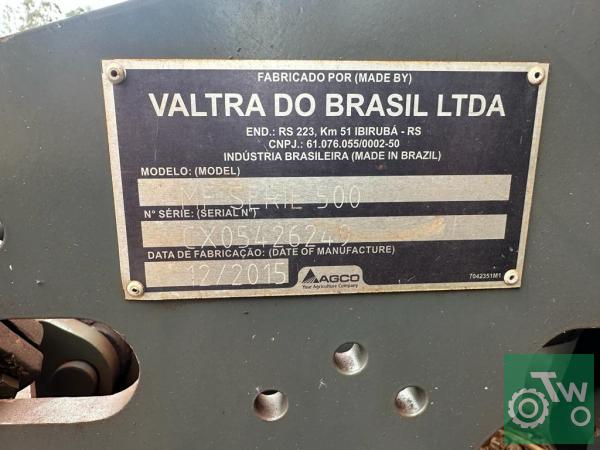 FABRICADO POR (MADE BY)
VALTRA DO BRASIL LTDA
END.: RS 223, Km 51 IBIRUBÁ - RS
CNPJ.: 61.076.055/0002-50
INDÚSTRIA BRASILEIRA (MADE IN BRAZIL)
MODELO: (MODEL)
MF SERIE 500
N° SÉRIE: (SERIAL N°)
CX05426249
DATA DE FABRICAÇÃO: (DATE OF MANUFACTURE)
12/2015
AGCO
Your Agriculture Company
7042351M1
TWO